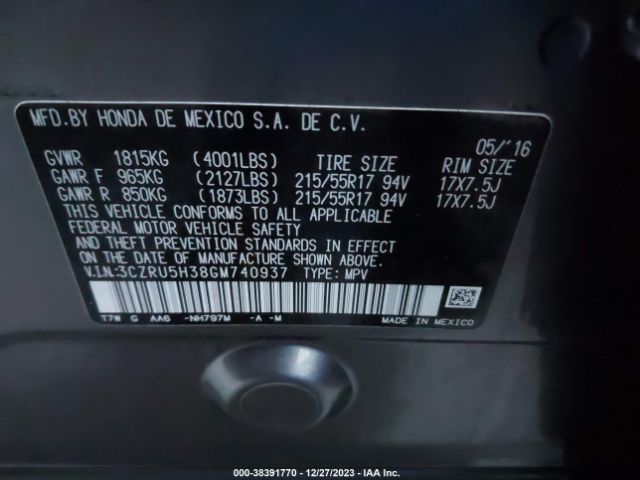 MFD.BY HONDA DE MEXICO S.A. DE C.V.
05/'16
GVWR 1815KG (4001LBS) TIRE SIZE RIM SIZE
GAWR F 965KG (2127LBS) 215/55R17 94V 17X7.5J
GAWR R 850KG (1873LBS) 215/55R17 94V 17X7.5J
THIS VEHICLE CONFORMS TO ALL APPLICABLE
FEDERAL MOTOR VEHICLE SAFETY
AND THEFT PREVENTION STANDARDS IN EFFECT
ON THE DATE OF MANUFACTURE SHOWN ABOVE.
V.I.N:3CZRU5H38GM740937 TYPE: MPV
T7W G AA6 -NH797M -A -M
MADE IN MEXICO
000-38391770 - 12/27/2023 - IAA Inc.